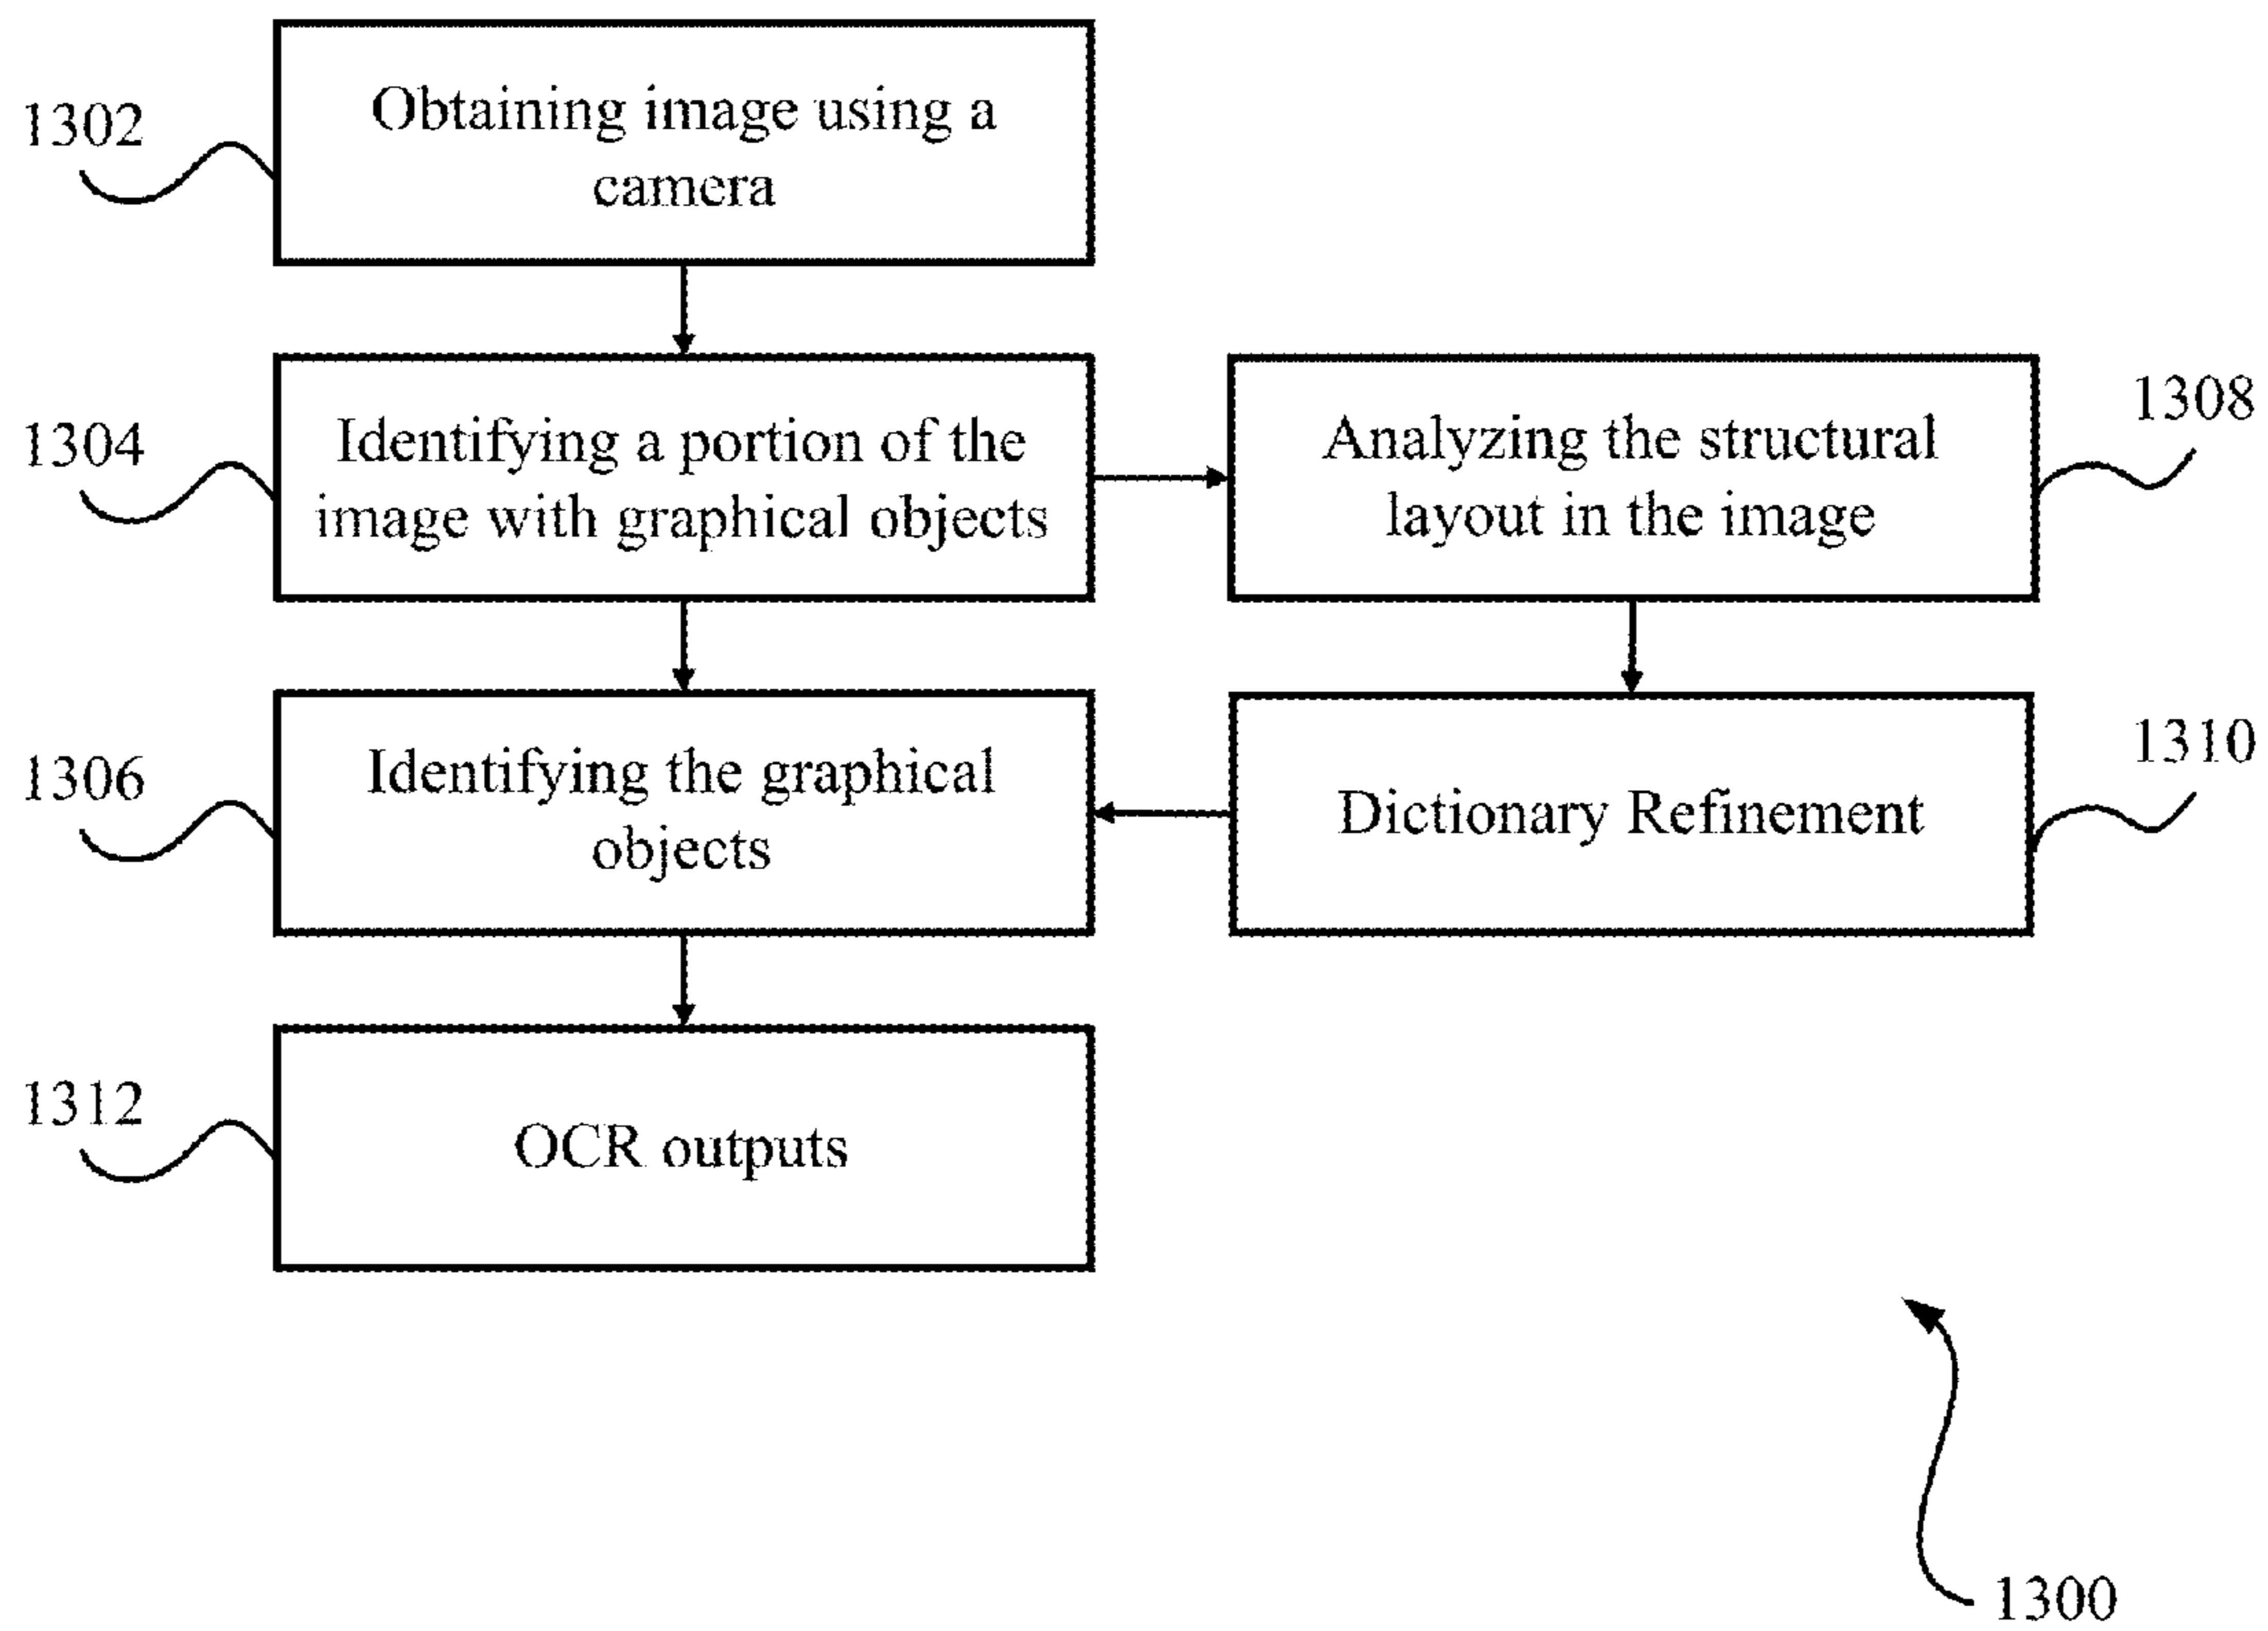 1302
Obtaining image using a
camera
1304
Identifying a portion of the
image with graphical objects
1308
Analyzing the structural
layout in the image
1306
Identifying the graphical
objects
1310
Dictionary Refinement
1312
OCR outputs
1300